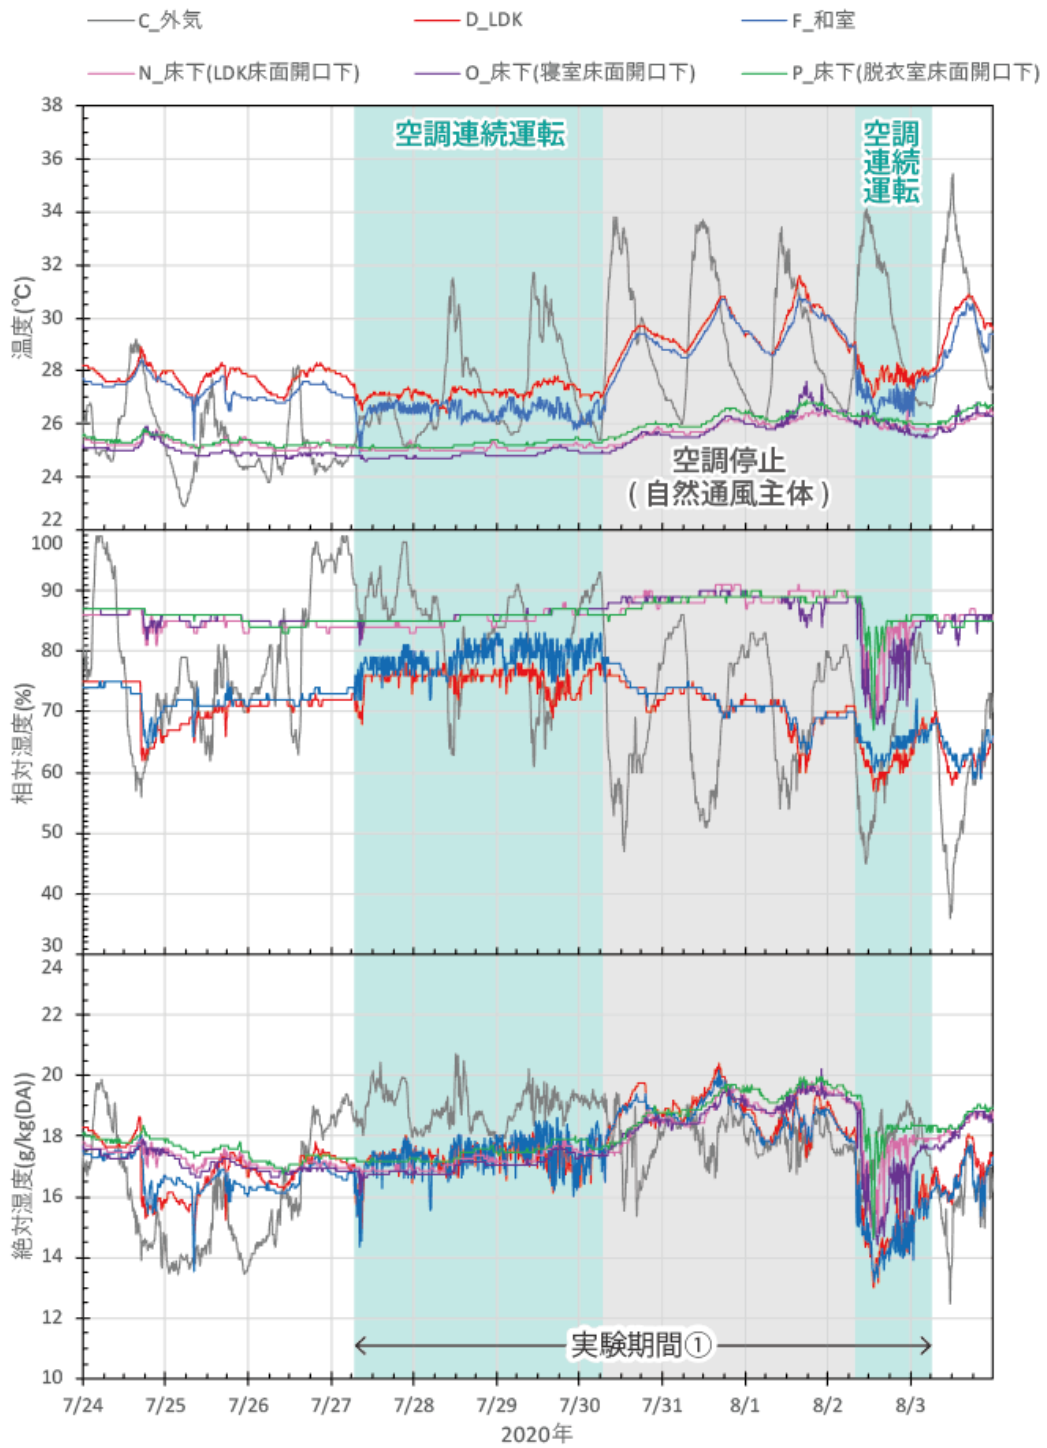 C_外気 D_LDK F_和室
N_床下(LDK床面開口下) O_床下(寝室床面開口下) P_床下(脱衣室床面開口下)
38
36
34
32
30
28
26
24
22
温度(℃)
空調連続運転
空調
連続
運転
空調停止
(自然通風主体)
100
90
80
70
60
50
40
30
相対湿度(%)
24
22
20
18
16
14
12
10
絶対湿度(g/kg(DA))
実験期間①
7/24 7/25 7/26 7/27 7/28 7/29 7/30 7/31 8/1 8/2 8/3
2020年